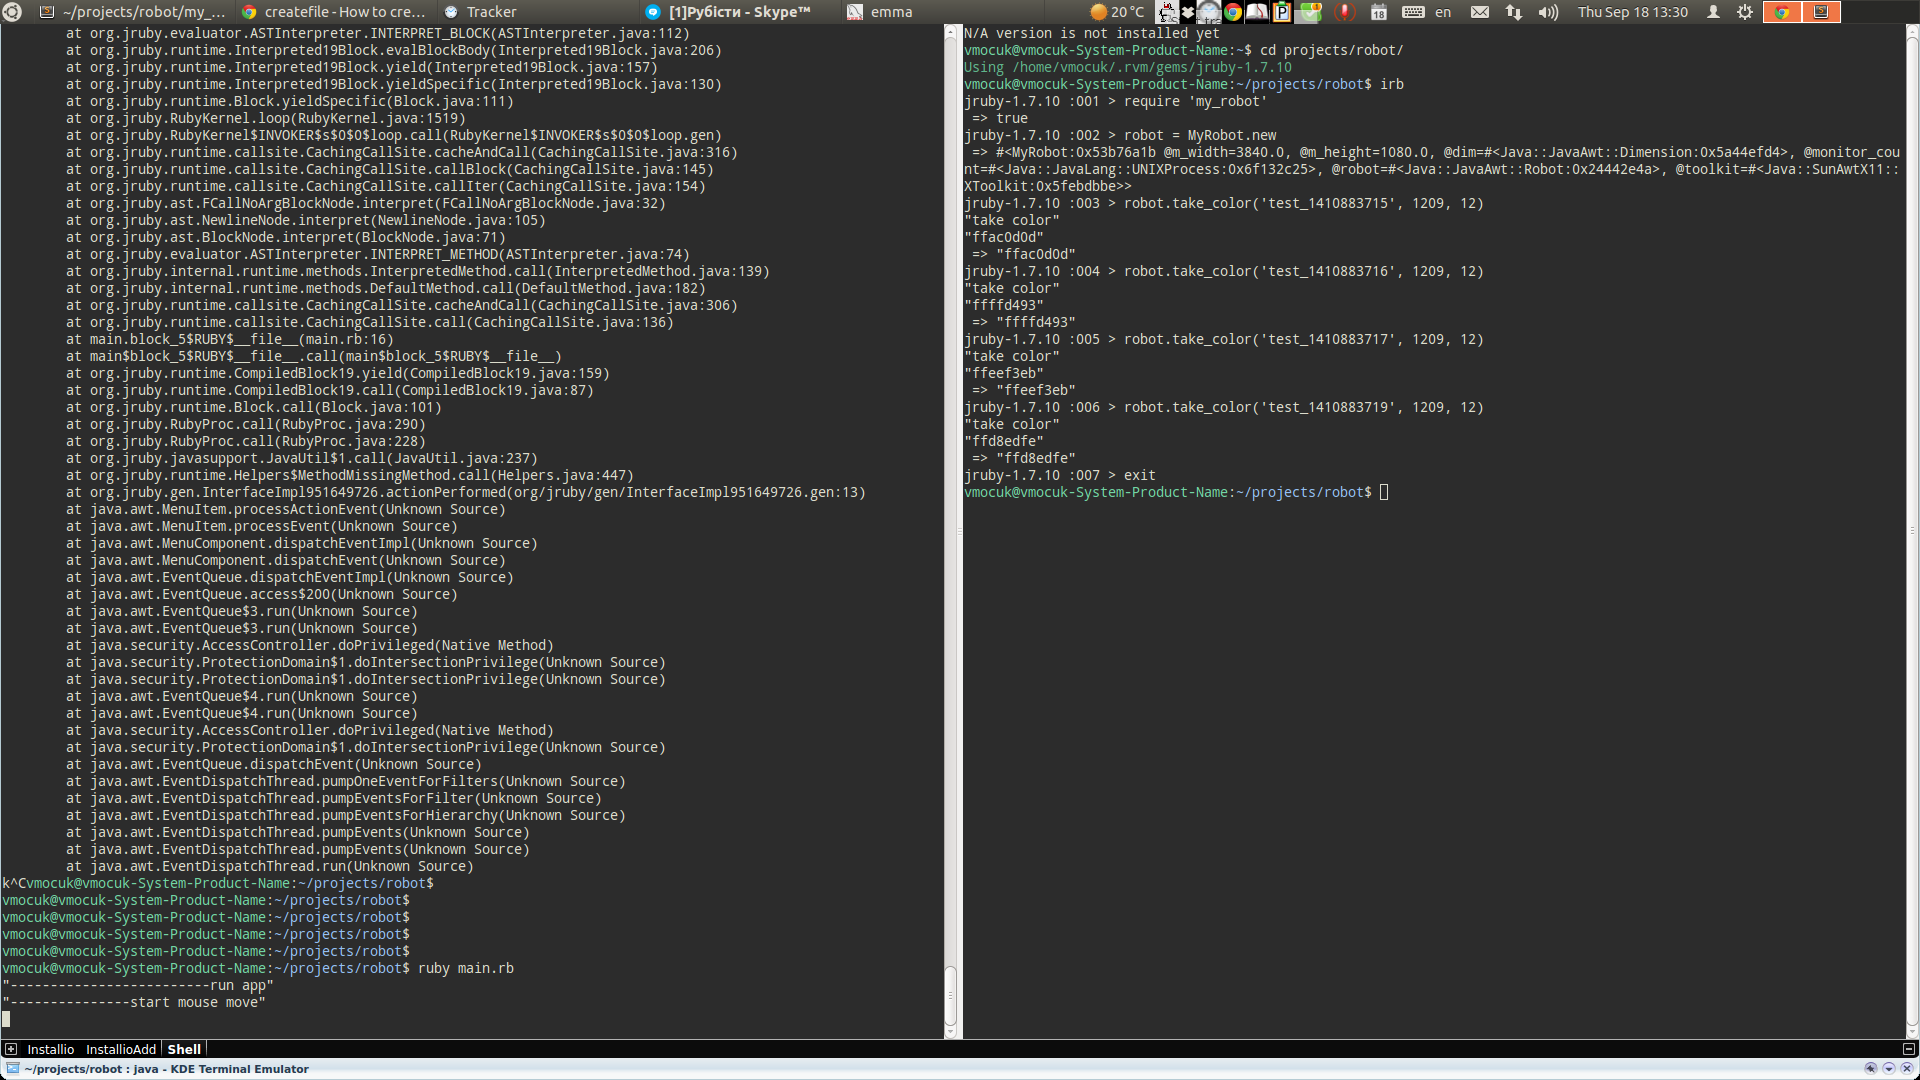 ~/projects/robot/my_...
createfile - How to cre...
Tracker
[1]Рубісти - Skype™
emma
20 °C
18
en
Thu Sep 18 13:30
at org.jruby.evaluator.ASTInterpreter.INTERPRET_BLOCK(ASTInterpreter.java:112)
at org.jruby.runtime.Interpreted19Block.evalBlockBody(Interpreted19Block.java:206)
at org.jruby.runtime.Interpreted19Block.yield(Interpreted19Block.java:157)
at org.jruby.runtime.Interpreted19Block.yieldSpecific(Interpreted19Block.java:130)
at org.jruby.runtime.Block.yieldSpecific(Block.java:111)
at org.jruby.RubyKernel.loop(RubyKernel.java:1519)
at org.jruby.RubyKernel$INVOKER$s$0$0$loop.call(RubyKernel$INVOKER$s$0$0$loop.gen)
at org.jruby.runtime.callsite.CachingCallSite.cacheAndCall(CachingCallSite.java:316)
at org.jruby.runtime.callsite.CachingCallSite.callBlock(CachingCallSite.java:145)
at org.jruby.runtime.callsite.CachingCallSite.callIter(CachingCallSite.java:154)
at org.jruby.ast.FCallNoArgBlockNode.interpret(FCallNoArgBlockNode.java:32)
at org.jruby.ast.NewlineNode.interpret(NewlineNode.java:105)
at org.jruby.ast.BlockNode.interpret(BlockNode.java:71)
at org.jruby.evaluator.ASTInterpreter.INTERPRET_METHOD(ASTInterpreter.java:74)
at org.jruby.internal.runtime.methods.InterpretedMethod.call(InterpretedMethod.java:139)
at org.jruby.internal.runtime.methods.DefaultMethod.call(DefaultMethod.java:182)
at org.jruby.runtime.callsite.CachingCallSite.cacheAndCall(CachingCallSite.java:306)
at org.jruby.runtime.callsite.CachingCallSite.call(CachingCallSite.java:136)
at main.block_5$RUBY$__file__(main.rb:16)
at main$block_5$RUBY$__file__.call(main$block_5$RUBY$__file__)
at org.jruby.runtime.CompiledBlock19.yield(CompiledBlock19.java:159)
at org.jruby.runtime.CompiledBlock19.call(CompiledBlock19.java:87)
at org.jruby.runtime.Block.call(Block.java:101)
at org.jruby.RubyProc.call(RubyProc.java:290)
at org.jruby.RubyProc.call(RubyProc.java:228)
at org.jruby.javasupport.JavaUtil$1.call(JavaUtil.java:237)
at org.jruby.runtime.Helpers$MethodMissingMethod.call(Helpers.java:447)
at org.jruby.gen.InterfaceImpl951649726.actionPerformed(org/jruby/gen/InterfaceImpl951649726.gen:13)
at java.awt.MenuItem.processActionEvent(Unknown Source)
at java.awt.MenuItem.processEvent(Unknown Source)
at java.awt.MenuComponent.dispatchEventImpl(Unknown Source)
at java.awt.MenuComponent.dispatchEvent(Unknown Source)
at java.awt.EventQueue.dispatchEventImpl(Unknown Source)
at java.awt.EventQueue.access$200(Unknown Source)
at java.awt.EventQueue$3.run(Unknown Source)
at java.awt.EventQueue$3.run(Unknown Source)
at java.security.AccessController.doPrivileged(Native Method)
at java.security.ProtectionDomain$1.doIntersectionPrivilege(Unknown Source)
at java.security.ProtectionDomain$1.doIntersectionPrivilege(Unknown Source)
at java.awt.EventQueue$4.run(Unknown Source)
at java.awt.EventQueue$4.run(Unknown Source)
at java.security.AccessController.doPrivileged(Native Method)
at java.security.ProtectionDomain$1.doIntersectionPrivilege(Unknown Source)
at java.awt.EventQueue.dispatchEvent(Unknown Source)
at java.awt.EventDispatchThread.pumpOneEventForFilters(Unknown Source)
at java.awt.EventDispatchThread.pumpEventsForFilter(Unknown Source)
at java.awt.EventDispatchThread.pumpEventsForHierarchy(Unknown Source)
at java.awt.EventDispatchThread.pumpEvents(Unknown Source)
at java.awt.EventDispatchThread.pumpEvents(Unknown Source)
at java.awt.EventDispatchThread.run(Unknown Source)
k^Cvmocuk@vmocuk-System-Product-Name:~/projects/robot$
vmocuk@vmocuk-System-Product-Name:~/projects/robot$
vmocuk@vmocuk-System-Product-Name:~/projects/robot$
vmocuk@vmocuk-System-Product-Name:~/projects/robot$
vmocuk@vmocuk-System-Product-Name:~/projects/robot$
vmocuk@vmocuk-System-Product-Name:~/projects/robot$ ruby main.rb
"-------------------------run app"
"---------------start mouse move"
N/A version is not installed yet
vmocuk@vmocuk-System-Product-Name:~$ cd projects/robot/
Using /home/vmocuk/.rvm/gems/jruby-1.7.10
vmocuk@vmocuk-System-Product-Name:~/projects/robot$ irb
jruby-1.7.10 :001 > require 'my_robot'
=> true
jruby-1.7.10 :002 > robot = MyRobot.new
=> #<MyRobot:0x53b76a1b @m_width=3840.0, @m_height=1080.0, @dim=#<Java::JavaAwt::Dimension:0x5a44efd4>, @monitor_cou
nt=#<Java::JavaLang::UNIXProcess:0x6f132c25>, @robot=#<Java::JavaAwt::Robot:0x24442e4a>, @toolkit=#<Java::SunAwtX11::
XToolkit:0x5febdbbe>>
jruby-1.7.10 :003 > robot.take_color('test_1410883715', 1209, 12)
"take color"
"ffac0d0d"
=> "ffac0d0d"
jruby-1.7.10 :004 > robot.take_color('test_1410883716', 1209, 12)
"take color"
"ffffd493"
=> "ffffd493"
jruby-1.7.10 :005 > robot.take_color('test_1410883717', 1209, 12)
"take color"
"ffeef3eb"
=> "ffeef3eb"
jruby-1.7.10 :006 > robot.take_color('test_1410883719', 1209, 12)
"take color"
"ffd8edfe"
=> "ffd8edfe"
jruby-1.7.10 :007 > exit
vmocuk@vmocuk-System-Product-Name:~/projects/robot$
Installio InstallioAdd Shell
~/projects/robot : java - KDE Terminal Emulator